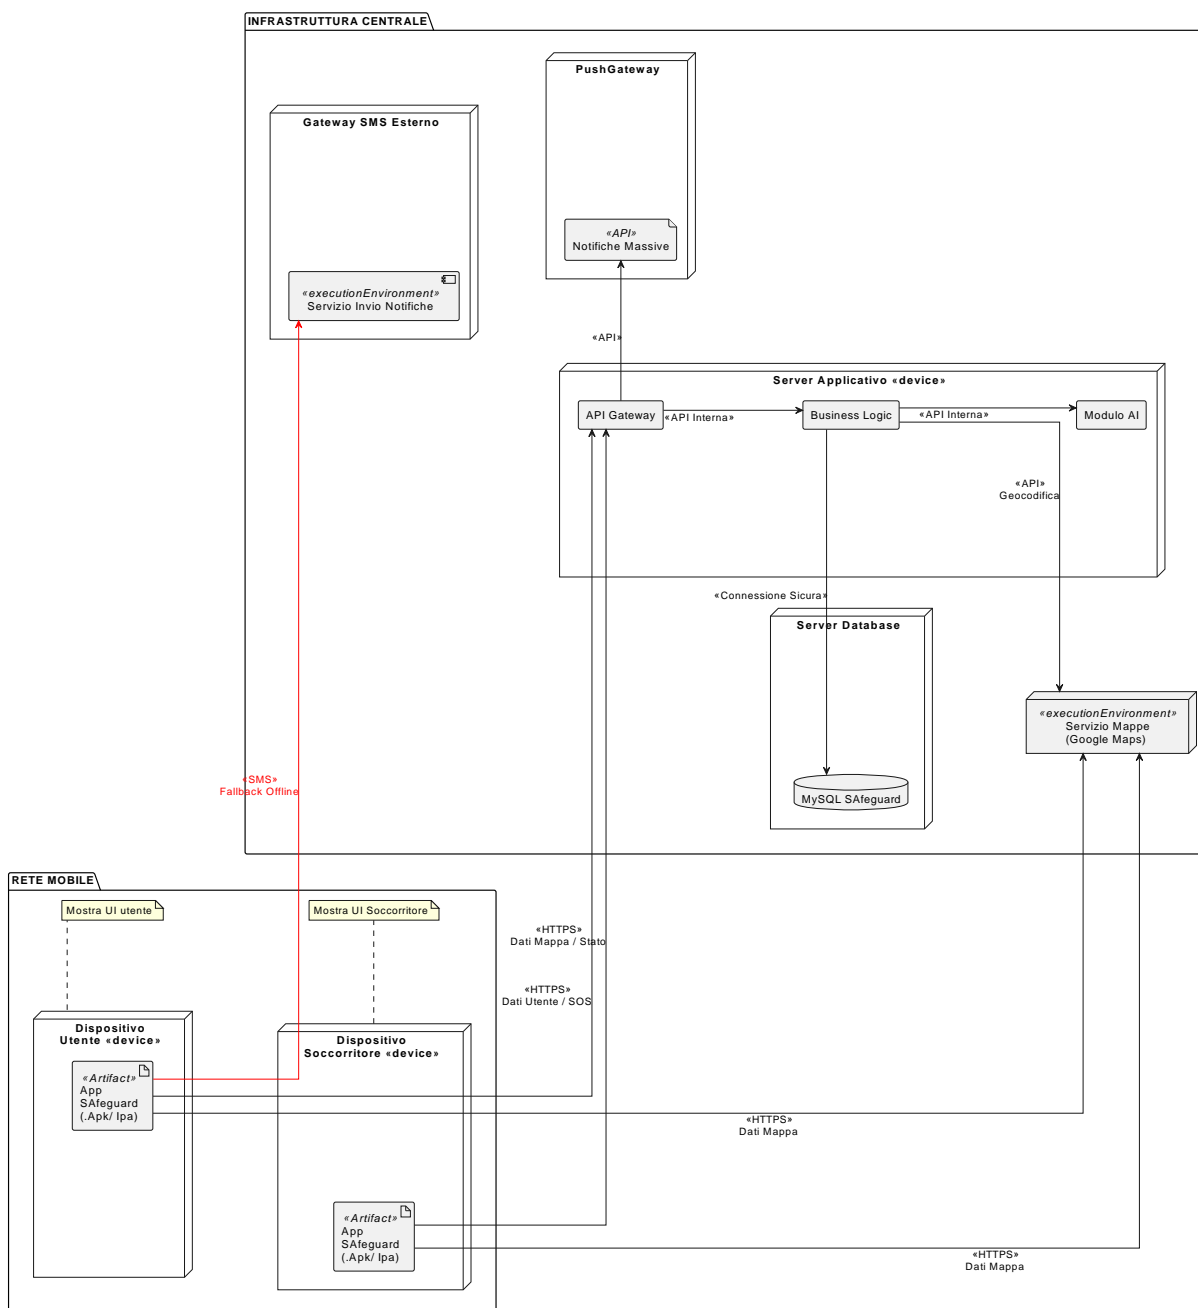 INFRASTRUTTURA CENTRALE
PushGateway
Gateway SMS Esterno
«API»
Notifiche Massive
«executionEnvironment»
Servizio Invio Notifiche
«API»
Server Applicativo «device»
API Gateway
«API Interna»
Business Logic
«API Interna»
Modulo AI
«API»
Geocodifica
«Connessione Sicura»
Server Database
«executionEnvironment»
Servizio Mappe
(Google Maps)
«SMS»
Fallback Offline
MySQL SAfeguard
RETE MOBILE
Mostra UI utente
Mostra UI Soccorritore
«HTTPS»
Dati Mappa / Stato
«HTTPS»
Dati Utente / SOS
Dispositivo
Utente «device»
Dispositivo
Soccorritore «device»
«Artifact»
App
SAfeguard
(.Apk/ Ipa)
«HTTPS»
Dati Mappa
«Artifact»
App
SAfeguard
(.Apk/ Ipa)
«HTTPS»
Dati Mappa